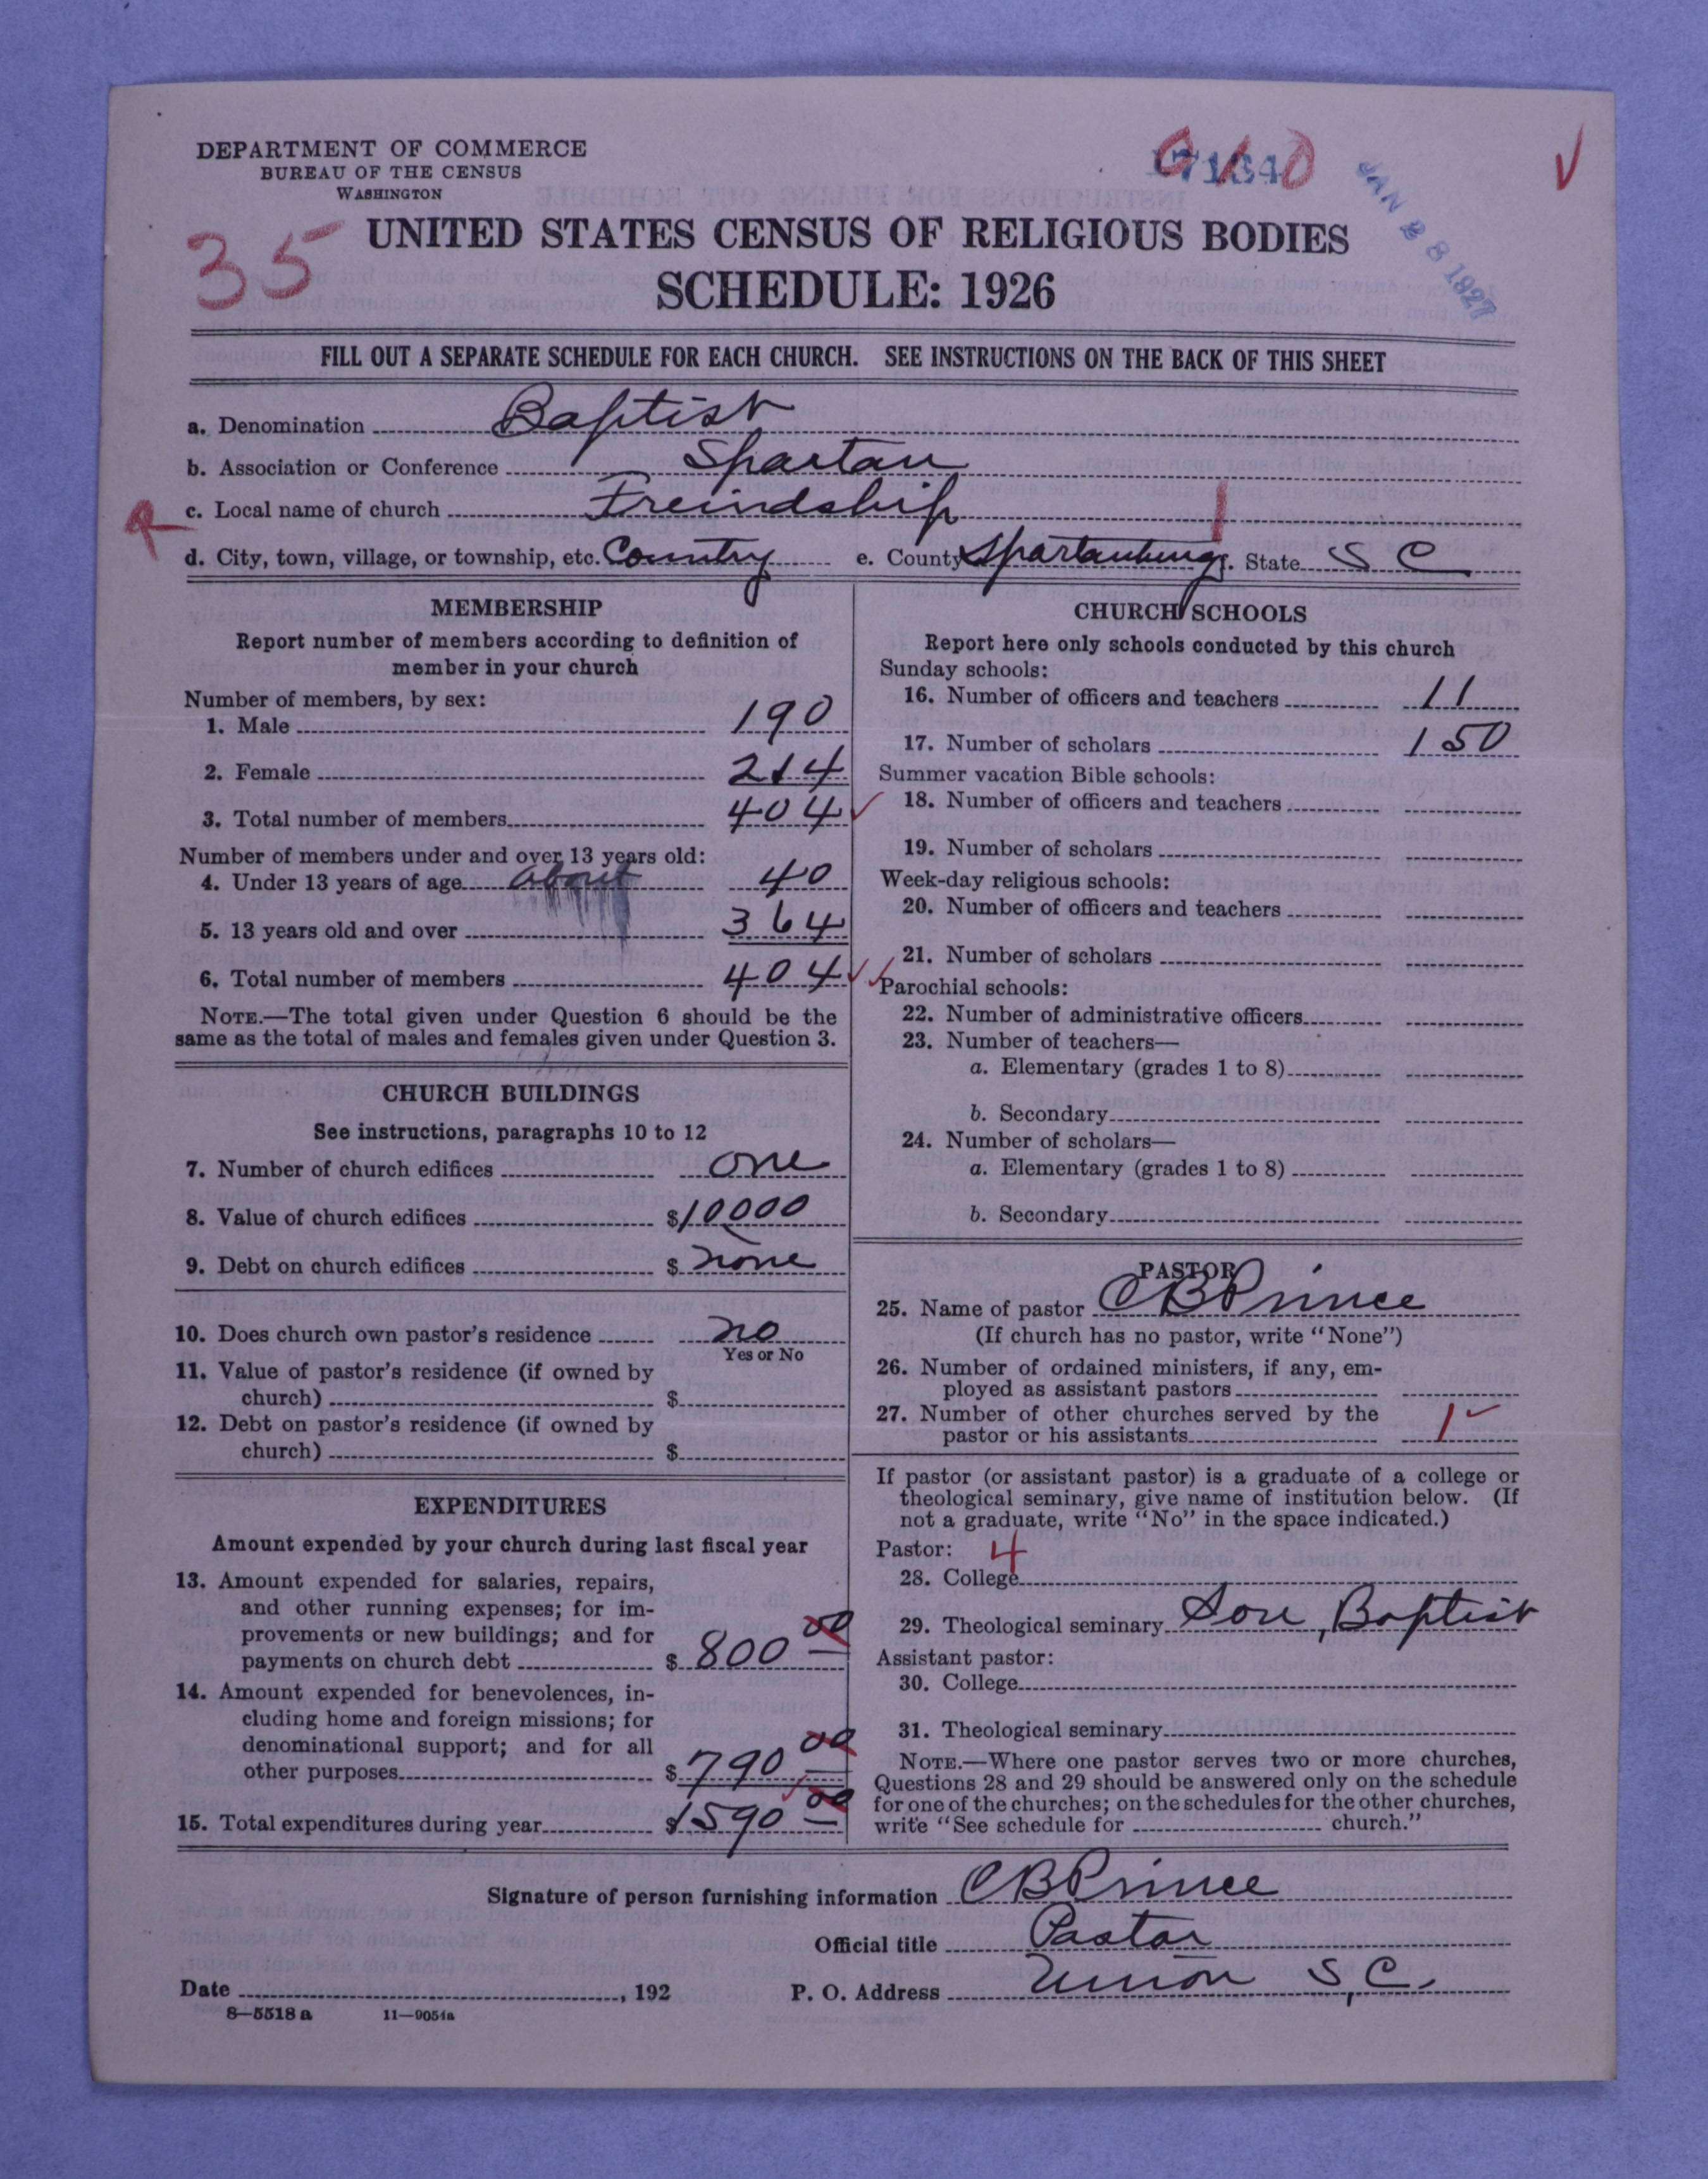 DEPARTMENT OF COMMERCE
BUREAU OF THE CENSUS
WASHINGTON
JAN 28 1927
35
UNITED STATES CENSUS OF RELIGIOUS BODIES
SCHEDULE: 1926
FILL OUT A SEPARATE SCHEDULE FOR EACH CHURCH. SEE INSTRUCTIONS ON THE BACK OF THIS SHEET
a. Denomination Baptist
b. Association or Conference Spartan
c. Local name of church Freindship
d. City, town, village, or township, etc. Country e. County Spartanburg f. State S C
MEMBERSHIP
Report number of members according to definition of
member in your church
Number of members, by sex:
1. Male 190
2. Female 214
3. Total number of members 404
Number of members under and over 13 years old:
4. Under 13 years of age about 40
5. 13 years old and over 364
6. Total number of members 404
NOTE.—The total given under Question 6 should be the
same as the total of males and females given under Question 3.
CHURCH BUILDINGS
See instructions, paragraphs 10 to 12
7. Number of church edifices one
8. Value of church edifices $10000
9. Debt on church edifices $ none
10. Does church own pastor's residence no
Yes or No
11. Value of pastor's residence (if owned by
church) $
12. Debt on pastor's residence (if owned by
church) $
EXPENDITURES
Amount expended by your church during last fiscal year
13. Amount expended for salaries, repairs,
and other running expenses; for im-
provements or new buildings; and for
payments on church debt $ 800 00
14. Amount expended for benevolences, in-
cluding home and foreign missions; for
denominational support; and for all
other purposes $ 790 00
15. Total expenditures during year $1590 00
CHURCH SCHOOLS
Report here only schools conducted by this church
Sunday schools:
16. Number of officers and teachers 11
17. Number of scholars 150
Summer vacation Bible schools:
18. Number of officers and teachers
19. Number of scholars
Week-day religious schools:
20. Number of officers and teachers
21. Number of scholars
Parochial schools:
22. Number of administrative officers
23. Number of teachers—
a. Elementary (grades 1 to 8)
b. Secondary
24. Number of scholars—
a. Elementary (grades 1 to 8)
b. Secondary
PASTOR
25. Name of pastor C B Prince
(If church has no pastor, write "None")
26. Number of ordained ministers, if any, em-
ployed as assistant pastors
27. Number of other churches served by the
pastor or his assistants 1
If pastor (or assistant pastor) is a graduate of a college or
theological seminary, give name of institution below. (If
not a graduate, write "No" in the space indicated.)
Pastor: 4
28. College
29. Theological seminary Sou, Baptist
Assistant pastor:
30. College
31. Theological seminary
NOTE.—Where one pastor serves two or more churches,
Questions 28 and 29 should be answered only on the schedule
for one of the churches; on the schedules for the other churches,
write "See schedule for church."
Signature of person furnishing information C B Prince
Official title Pastor
Date , 192 P. O. Address Union S, C.
8—5518 a 11—9051a